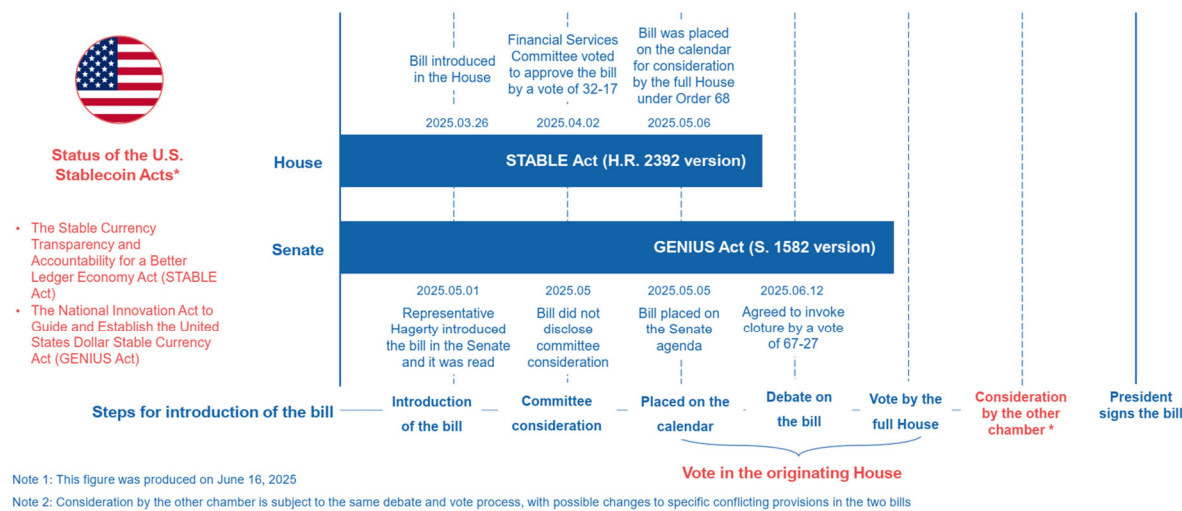 Status of the U.S.
Stablecoin Acts*
• The Stable Currency
Transparency and
Accountability for a Better
Ledger Economy Act (STABLE
Act)
• The National Innovation Act to
Guide and Establish the United
States Dollar Stable Currency
Act (GENIUS Act)
Bill introduced
in the House
2025.03.26
Financial Services
Committee voted
to approve the bill
by a vote of 32-17
2025.04.02
Bill was placed
on the calendar
for consideration
by the full House
under Order 68
2025.05.06
House
STABLE Act (H.R. 2392 version)
Senate
GENIUS Act (S. 1582 version)
2025.05.01
Representative
Hagerty introduced
the bill in the Senate
and it was read
2025.05
Bill did not
disclose
committee
consideration
2025.05.05
Bill placed on
the Senate
agenda
2025.06.12
Agreed to invoke
cloture by a vote
of 67-27
Steps for introduction of the bill
Introduction
of the bill
Committee
consideration
Placed on the
calendar
Debate on
the bill
Vote by the
full House
Consideration
by the other
chamber *
President
signs the bill
Vote in the originating House
Note 1: This figure was produced on June 16, 2025
Note 2: Consideration by the other chamber is subject to the same debate and vote process, with possible changes to specific conflicting provisions in the two bills